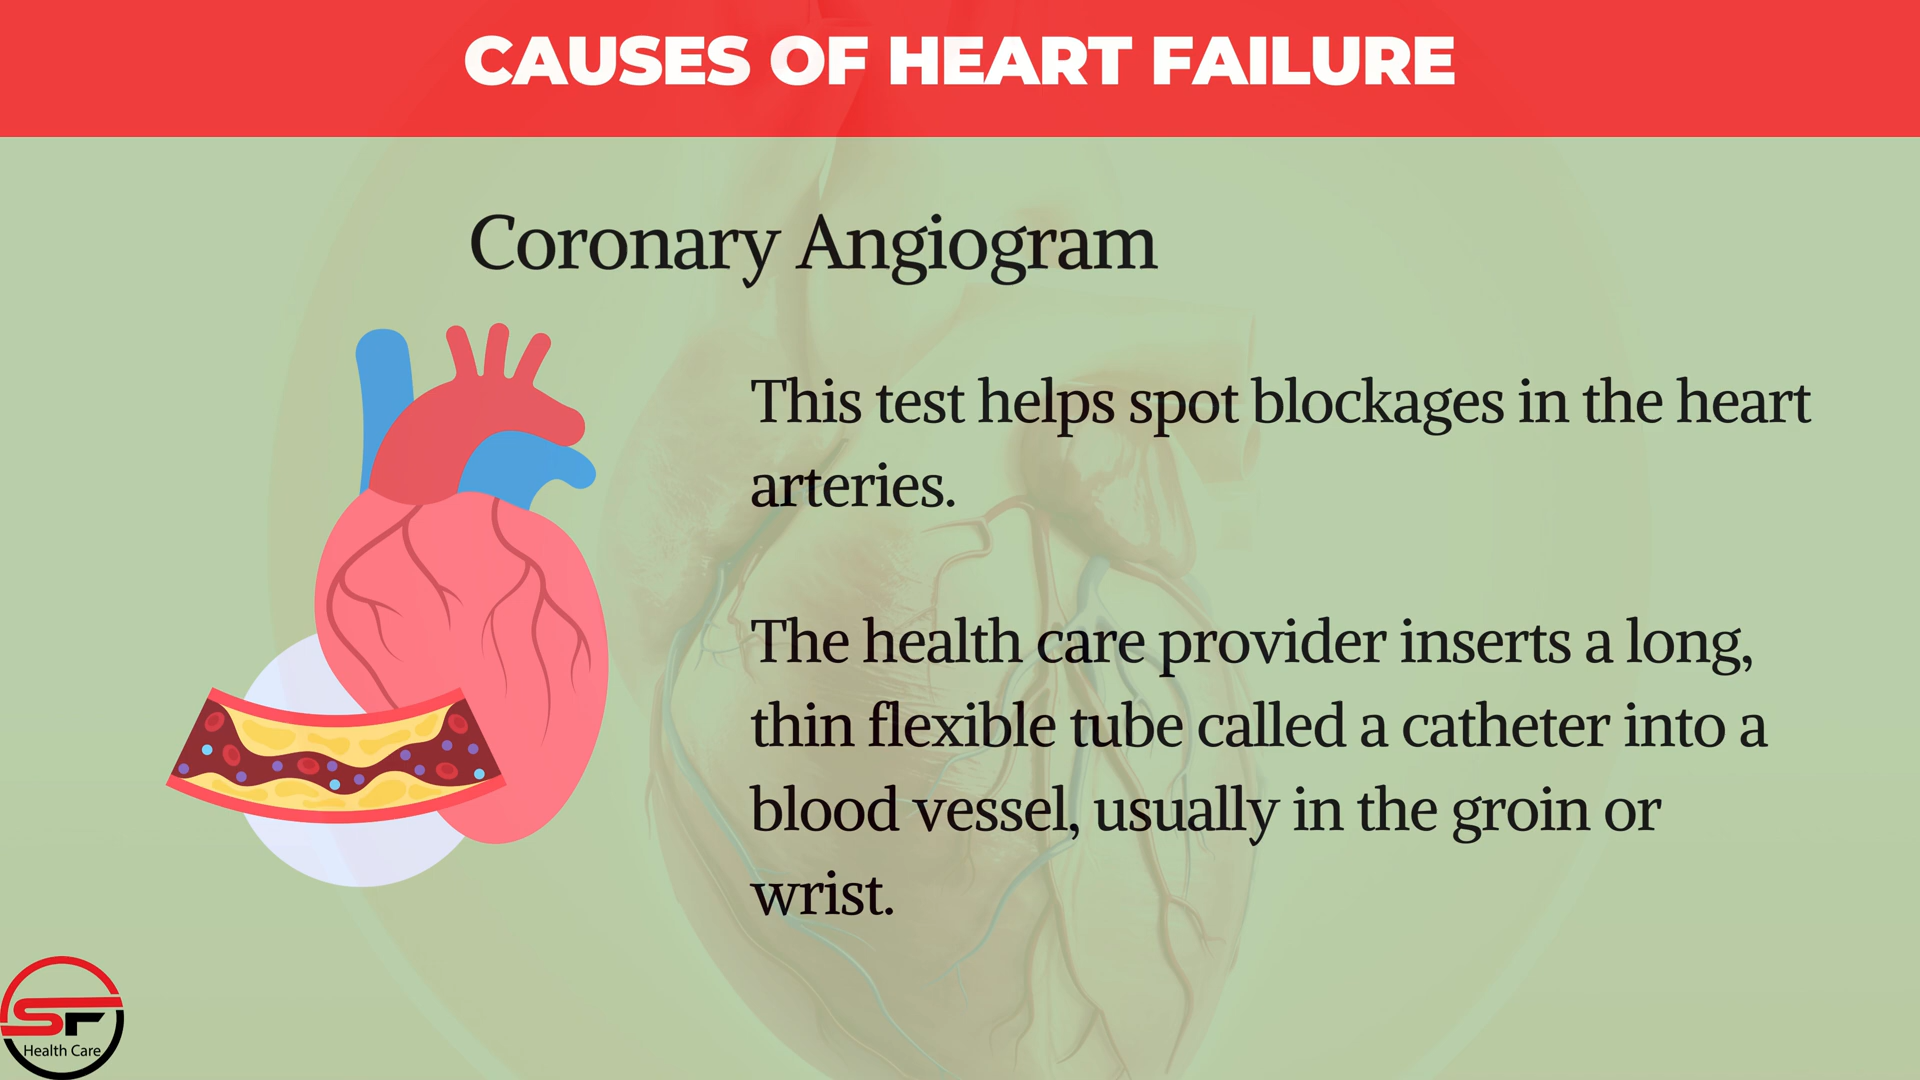 CAUSES OF HEART FAILURE
Coronary Angiogram
This test helps spot blockages in the heart
arteries.
The health care provider inserts a long,
thin flexible tube called a catheter into a
blood vessel, usually in the groin or
wrist.
SF
Health Care